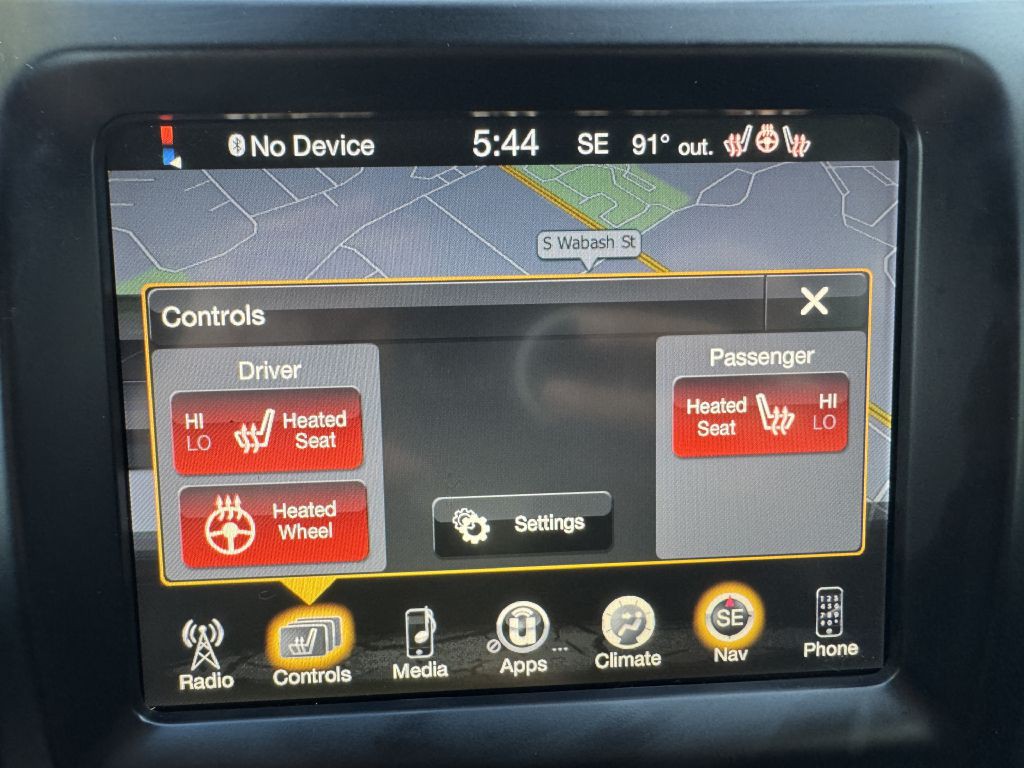 No Device 5:44 SE 91° out.
S Wabash St
Controls X
Driver
HI
LO
Heated
Seat
Heated
Wheel
Settings
Passenger
Heated
Seat
HI
LO
Radio
Controls
Media
Apps
Climate
SE
Nav
Phone